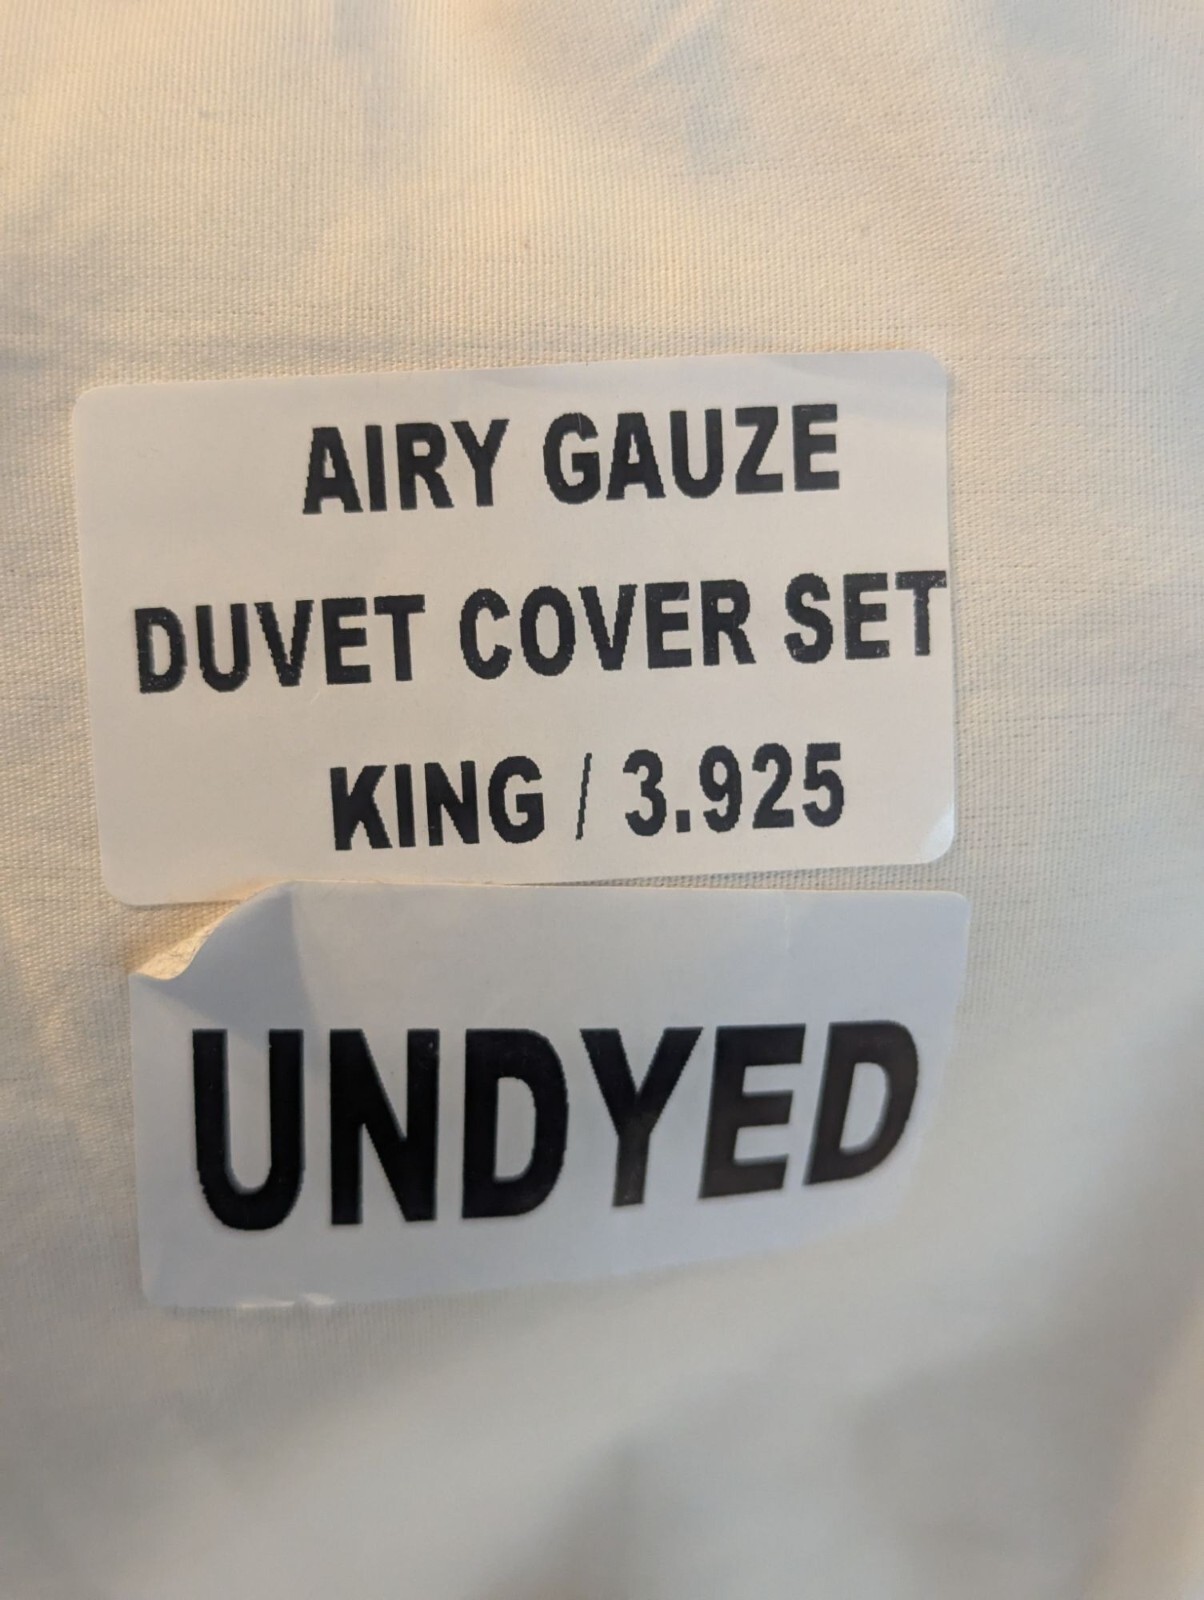 AIRY GAUZE
DUVET COVER SET
KING / 3.925
UNDYED